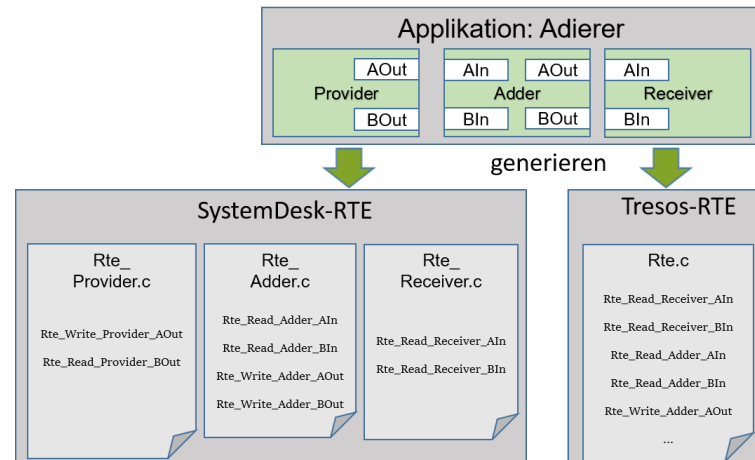 Applikation: Adierer
AOut
Provider
BOut
AIn
AOut
Adder
BIn
BOut
AIn
Receiver
BIn
generieren
SystemDesk-RTE
Rte_
Provider.c
Rte_Write_Provider_AOut
Rte_Read_Provider_BOut
Rte_
Adder.c
Rte_Read_Adder_AIn
Rte_Read_Adder_BIn
Rte_Write_Adder_AOut
Rte_Write_Adder_BOut
Rte_
Receiver.c
Rte_Read_Receiver_AIn
Rte_Read_Receiver_BIn
Tresos-RTE
Rte.c
Rte_Read_Receiver_AIn
Rte_Read_Receiver_BIn
Rte_Read_Adder_AIn
Rte_Read_Adder_BIn
Rte_Write_Adder_AOut
...